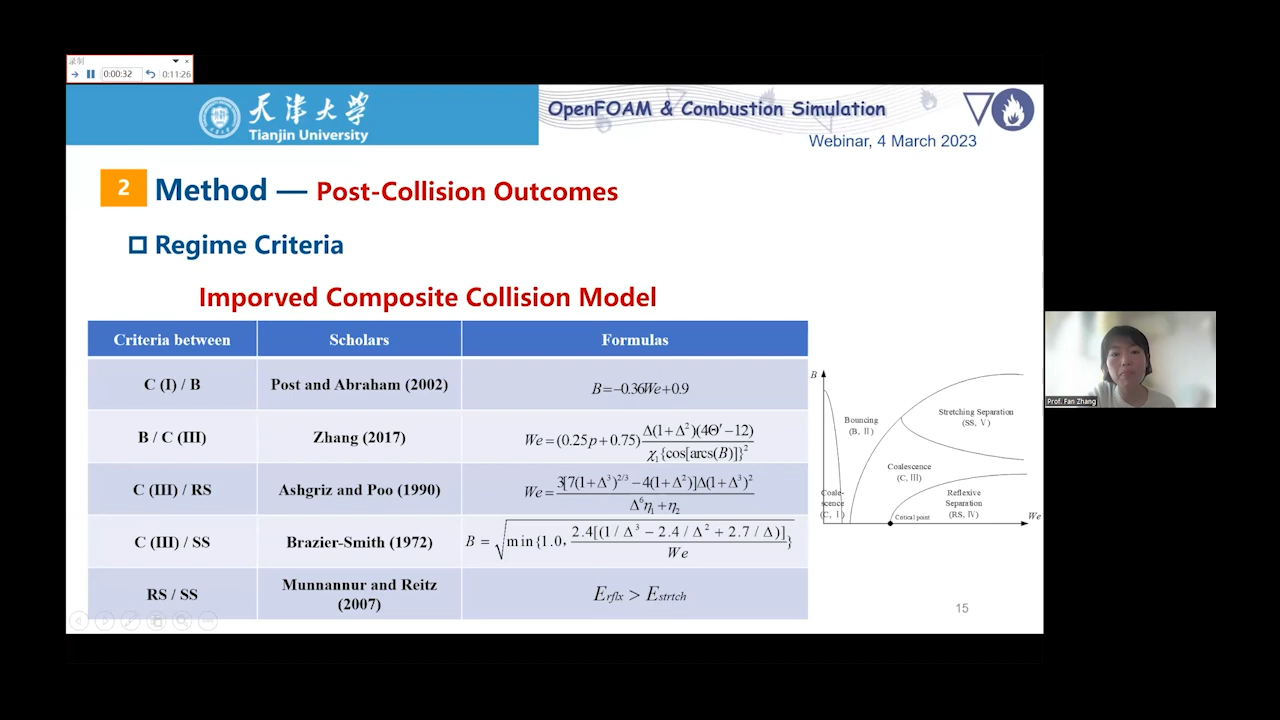 录制
0:00:32
0:11:26
天津大学
Tianjin University
OpenFOAM & Combustion Simulation
Webinar, 4 March 2023
2
Method — Post-Collision Outcomes
Regime Criteria
Imporved Composite Collision Model
Criteria between Scholars Formulas
C (I) / B Post and Abraham (2002) B=−0.36We+0.9
B / C (III) Zhang (2017) We=(0.25p+0.75) Δ(1+Δ²)(4Θ′−12) / χ₁{cos[arcs(B)]}²
C (III) / RS Ashgriz and Poo (1990) We= 3[7(1+Δ³)^2/3−4(1+Δ²)]Δ(1+Δ³)² / Δ⁶η₁+η₂
C (III) / SS Brazier-Smith (1972) B = √min{1.0, 2.4[(1/Δ³−2.4/Δ²+2.7/Δ)] / We}
RS / SS Munnannur and Reitz (2007) Erflx > Estrtch
B
Bouncing
(B, Ⅱ)
Stretching Separation
(SS, Ⅴ)
Coalescence
(C, Ⅲ)
Coale-
scence
(C, Ⅰ)
Reflexive
Separation
(RS, Ⅳ)
Critical point
We
15
Prof. Fan Zhang